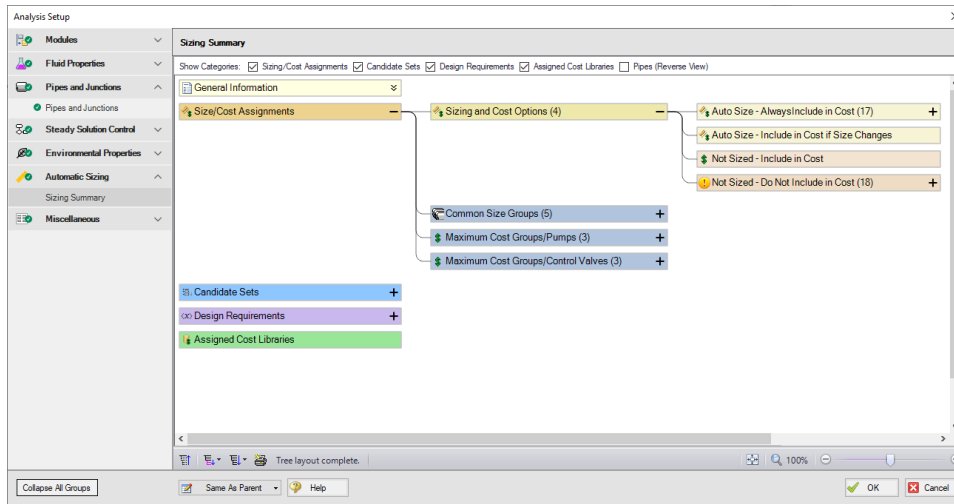 Analysis Setup
Modules
Fluid Properties
Pipes and Junctions
Pipes and Junctions
Steady Solution Control
Environmental Properties
Automatic Sizing
Sizing Summary
Miscellaneous
Sizing Summary
Show Categories: Sizing/Cost Assignments Candidate Sets Design Requirements Assigned Cost Libraries Pipes (Reverse View)
General Information
Size/Cost Assignments
Sizing and Cost Options (4)
Auto Size - AlwaysInclude in Cost (17)
Auto Size - Include in Cost if Size Changes
Not Sized - Include in Cost
Not Sized - Do Not Include in Cost (18)
Common Size Groups (5)
Maximum Cost Groups/Pumps (3)
Maximum Cost Groups/Control Valves (3)
Candidate Sets
(x) Design Requirements
Assigned Cost Libraries
Tree layout complete.
100%
Collapse All Groups
Same As Parent
Help
OK
Cancel